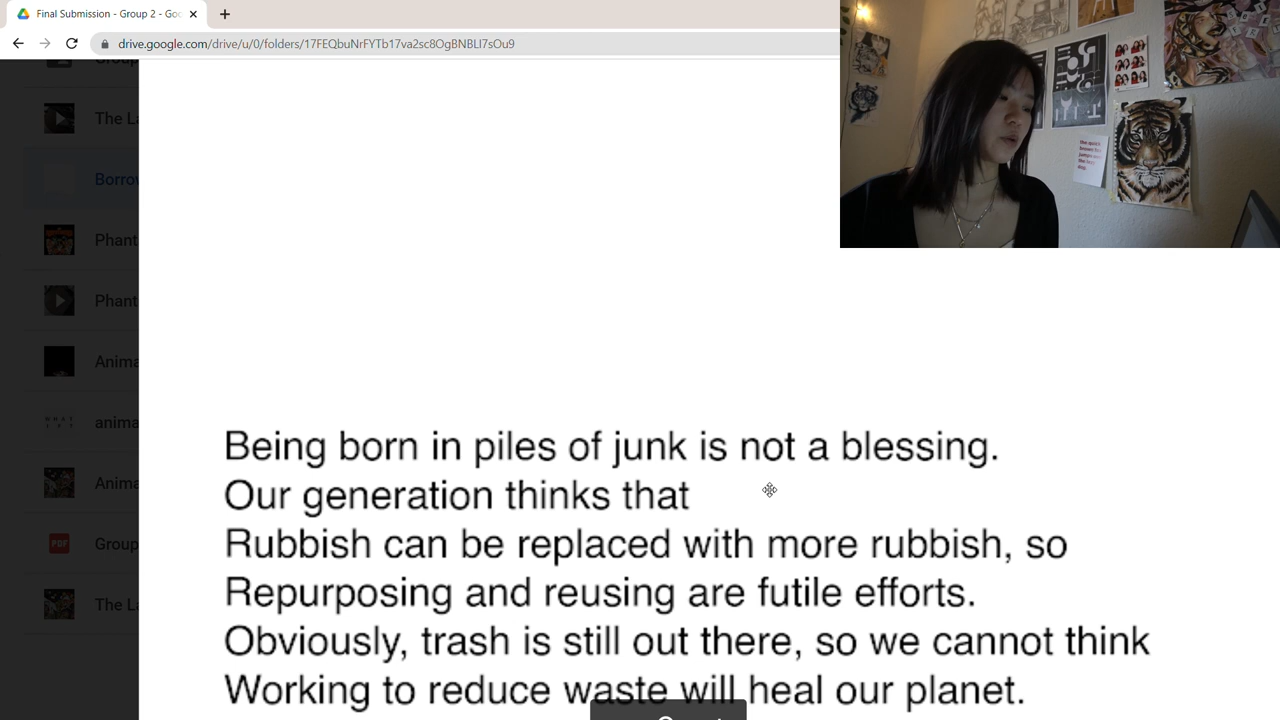 Final Submission - Group 2 - Goo
drive.google.com/drive/u/0/folders/17FEQbuNrFYTb17va2sc8OgBNBLI7sOu9
The La
Borrow
Phant
Phant
Anima
anima
Anima
PDF
Group
The La
Being born in piles of junk is not a blessing.
Our generation thinks that
Rubbish can be replaced with more rubbish, so
Repurposing and reusing are futile efforts.
Obviously, trash is still out there, so we cannot think
Working to reduce waste will heal our planet.